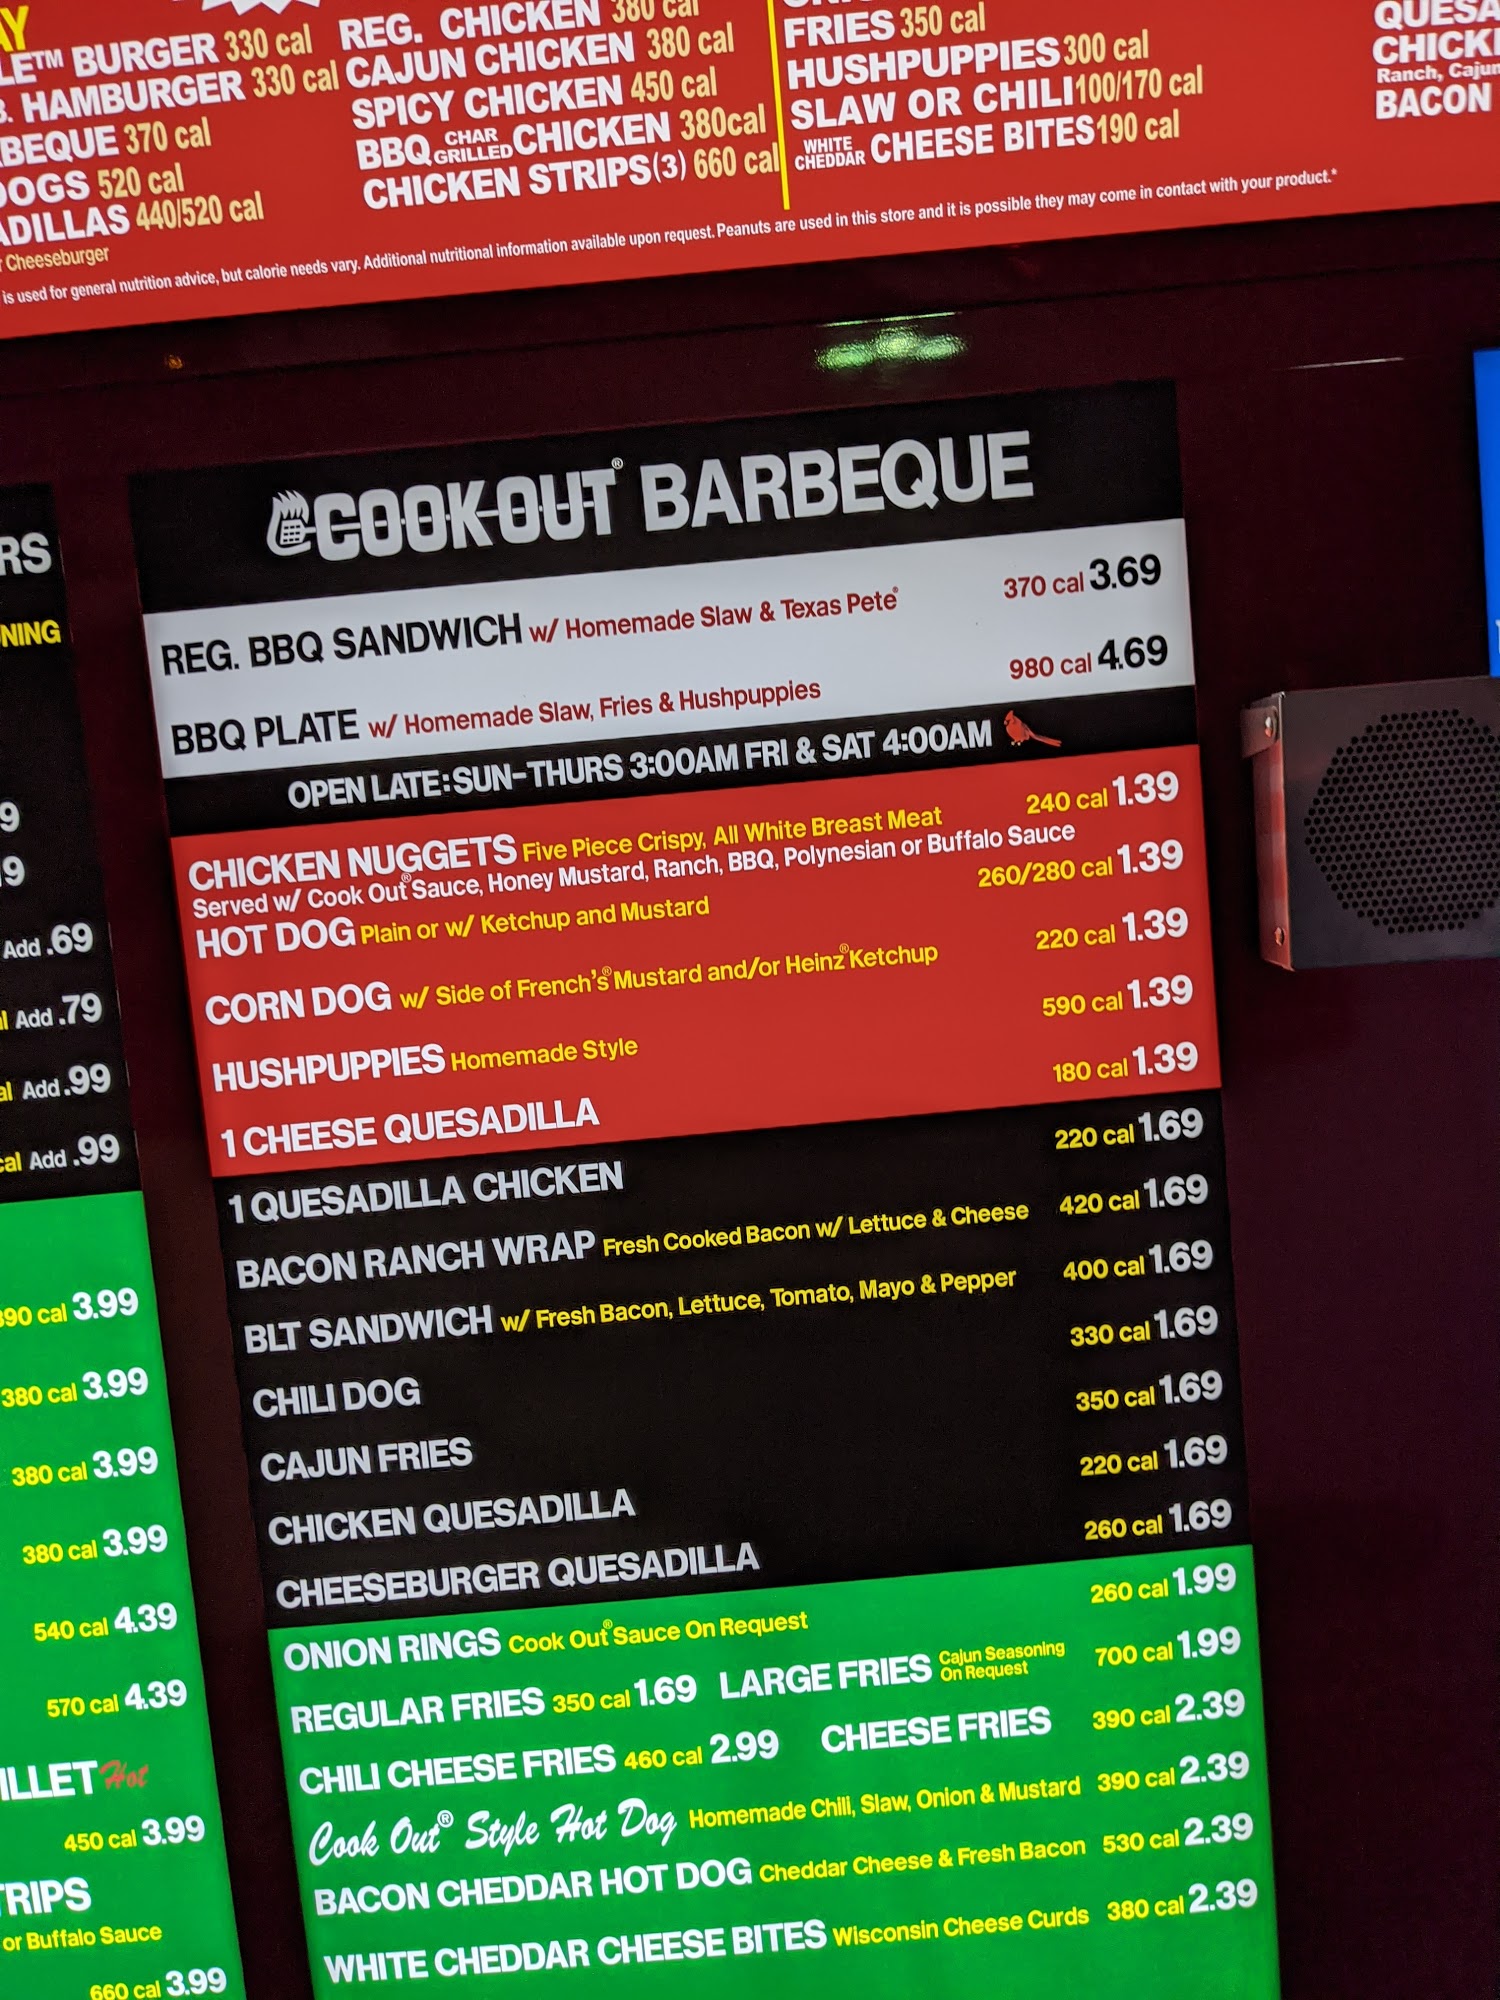 BURGER 330 cal
HAMBURGER 330 cal
370 cal
520 cal
440/520 cal
Cheeseburger
REG. CHICKEN 380 cal
CAJUN CHICKEN 380 cal
SPICY CHICKEN 450 cal
BBQ CHAR GRILLED CHICKEN 380cal
CHICKEN STRIPS(3) 660 cal
FRIES 350 cal
HUSHPUPPIES 300 cal
SLAW OR CHILI 100/170 cal
WHITE CHEDDAR CHEESE BITES 190 cal
Ranch, Cajun
BACON
is used for general nutrition advice, but calorie needs vary. Additional nutritional information available upon request. Peanuts are used in this store and it is possible they may come in contact with your product.*
COOK-OUT® BARBEQUE
REG. BBQ SANDWICH w/ Homemade Slaw & Texas Pete® 370 cal 3.69
BBQ PLATE w/ Homemade Slaw, Fries & Hushpuppies 980 cal 4.69
OPEN LATE: SUN-THURS 3:00AM FRI & SAT 4:00AM
CHICKEN NUGGETS Five Piece Crispy, All White Breast Meat 240 cal 1.39
Served w/ Cook Out® Sauce, Honey Mustard, Ranch, BBQ, Polynesian or Buffalo Sauce
HOT DOG Plain or w/ Ketchup and Mustard 260/280 cal 1.39
CORN DOG w/ Side of French's® Mustard and/or Heinz® Ketchup 220 cal 1.39
HUSHPUPPIES Homemade Style 590 cal 1.39
1 CHEESE QUESADILLA 180 cal 1.39
1 QUESADILLA CHICKEN 220 cal 1.69
BACON RANCH WRAP Fresh Cooked Bacon w/ Lettuce & Cheese 420 cal 1.69
BLT SANDWICH w/ Fresh Bacon, Lettuce, Tomato, Mayo & Pepper 400 cal 1.69
CHILI DOG 330 cal 1.69
CAJUN FRIES 350 cal 1.69
CHICKEN QUESADILLA 220 cal 1.69
CHEESEBURGER QUESADILLA 260 cal 1.69
ONION RINGS Cook Out® Sauce On Request 260 cal 1.99
REGULAR FRIES 350 cal 1.69 LARGE FRIES Cajun Seasoning On Request 700 cal 1.99
CHILI CHEESE FRIES 460 cal 2.99 CHEESE FRIES 390 cal 2.39
Cook Out® Style Hot Dog Homemade Chili, Slaw, Onion & Mustard 390 cal 2.39
BACON CHEDDAR HOT DOG Cheddar Cheese & Fresh Bacon 530 cal 2.39
WHITE CHEDDAR CHEESE BITES Wisconsin Cheese Curds 380 cal 2.39
Add .69
Add .79
Add .99
cal Add .99
cal 3.99
380 cal 3.99
380 cal 3.99
380 cal 3.99
540 cal 4.39
570 cal 4.39
Hot
450 cal 3.99
or Buffalo Sauce
660 cal 3.99